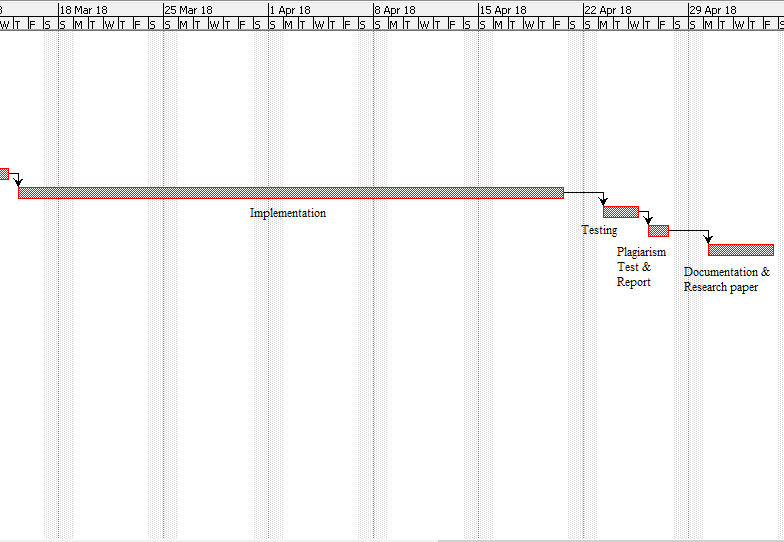 8 18 Mar 18 25 Mar 18 1 Apr 18 8 Apr 18 15 Apr 18 22 Apr 18 29 Apr 18
W T F S S M T W T F S S M T W T F S S M T W T F S S M T W T F S S M T W T F S S M T W T F S S M T W T F S
Implementation
Testing
Plagiarism
Test &
Report
Documentation &
Research paper